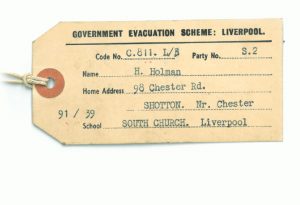 GOVERNMENT EVACUATION SCHEME: LIVERPOOL.
Code No. C.811. L/B Party No. S.2
Name H. Holman
Home Address 98 Chester Rd.
SHOTTON. Nr. Chester
91 / 39
School SOUTH CHURCH. Liverpool